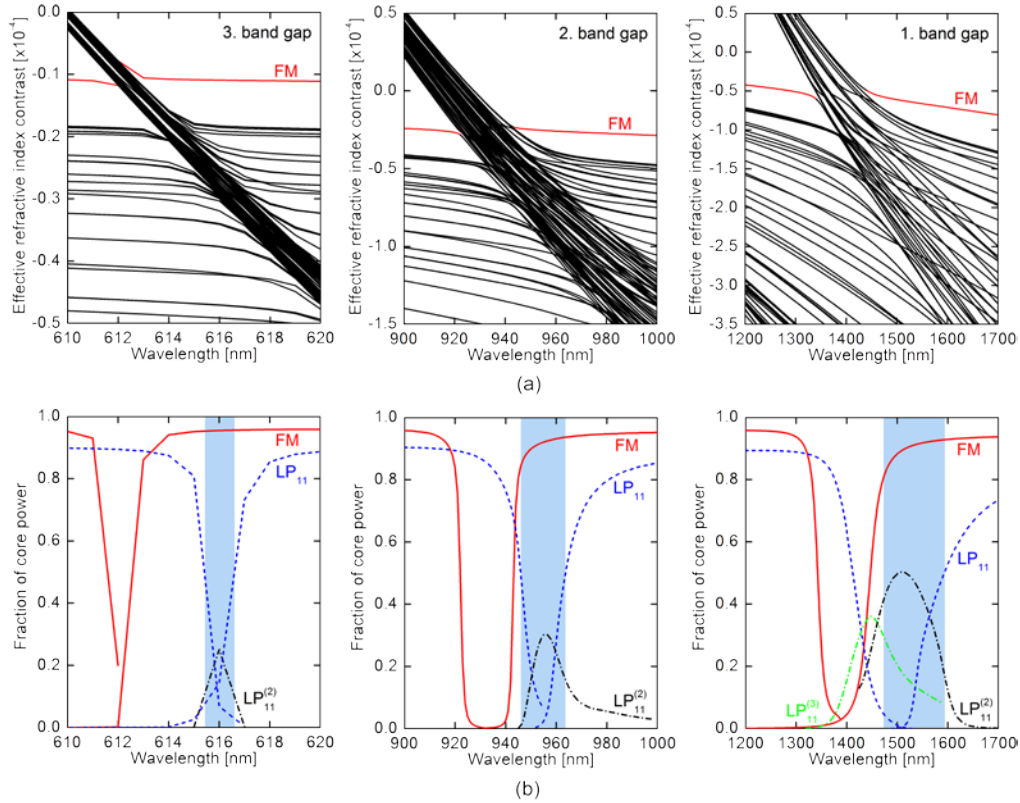 Effective refractive index contrast [x10⁻⁴]
0.0
-0.1
-0.2
-0.3
-0.4
-0.5
3. band gap
FM
610 612 614 616 618 620
Wavelength [nm]
Effective refractive index contrast [x10⁻⁴]
0.5
0.0
-0.5
-1.0
-1.5
2. band gap
FM
900 920 940 960 980 1000
Wavelength [nm]
Effective refractive index contrast [x10⁻⁴]
0.5
0.0
-0.5
-1.0
-1.5
-2.0
-2.5
-3.0
-3.5
1. band gap
FM
1200 1300 1400 1500 1600 1700
Wavelength [nm]
(a)
Fraction of core power
1.0
0.8
0.6
0.4
0.2
0.0
FM
LP₁₁
LP₁₁⁽²⁾
610 612 614 616 618 620
Wavelength [nm]
Fraction of core power
1.0
0.8
0.6
0.4
0.2
0.0
FM
LP₁₁
LP₁₁⁽²⁾
900 920 940 960 980 1000
Wavelength [nm]
Fraction of core power
1.0
0.8
0.6
0.4
0.2
0.0
FM
LP₁₁
LP₁₁⁽³⁾
LP₁₁⁽²⁾
1200 1300 1400 1500 1600 1700
Wavelength [nm]
(b)